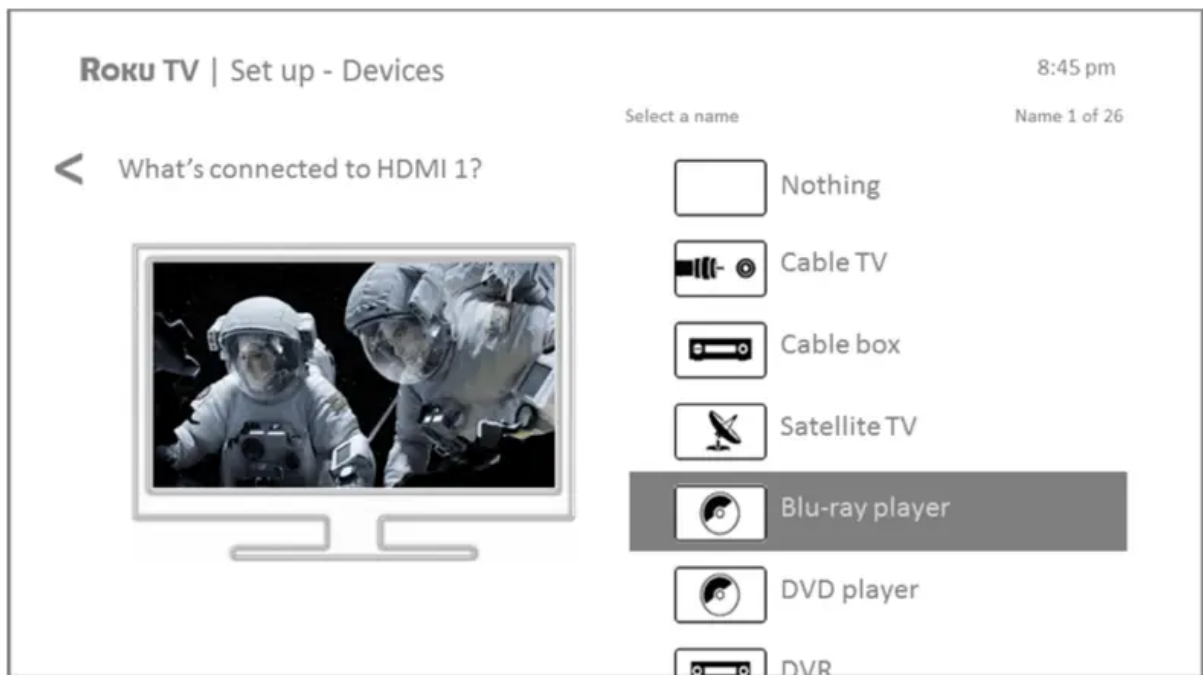 ROKU TV | Set up - Devices
8:45 pm
Select a name
Name 1 of 26
< What's connected to HDMI 1?
Nothing
Cable TV
Cable box
Satellite TV
Blu-ray player
DVD player
DVR